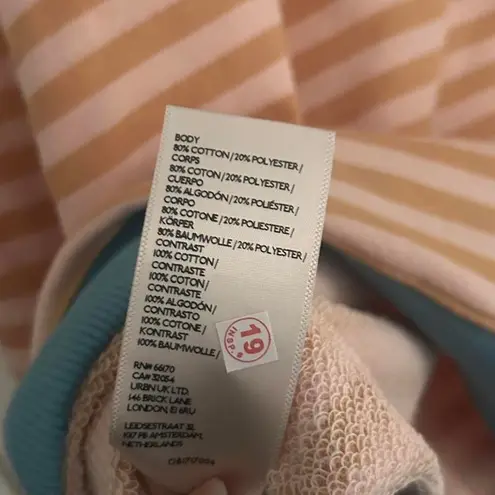 BODY
80% COTTON / 20% POLYESTER /
CORPS
80% COTON / 20% POLYESTER /
CUERPO
80% ALGODÓN / 20% POLIÉSTER /
CORPO
80% COTONE / 20% POLIESTERE /
KÖRPER
80% BAUMWOLLE / 20% POLYESTER /
CONTRAST
100% COTTON /
CONTRASTE
100% COTON /
CONTRASTE
100% ALGODÓN /
CONTRASTO
100% COTONE /
KONTRAST
100% BAUMWOLLE /
INSP. 19
RN# 66170
CA# 32054
URBN UK LTD.
146 BRICK LANE
LONDON, E1 6RU
LEIDSESTRAAT 32,
1017 PB AMSTERDAM,
NETHERLANDS